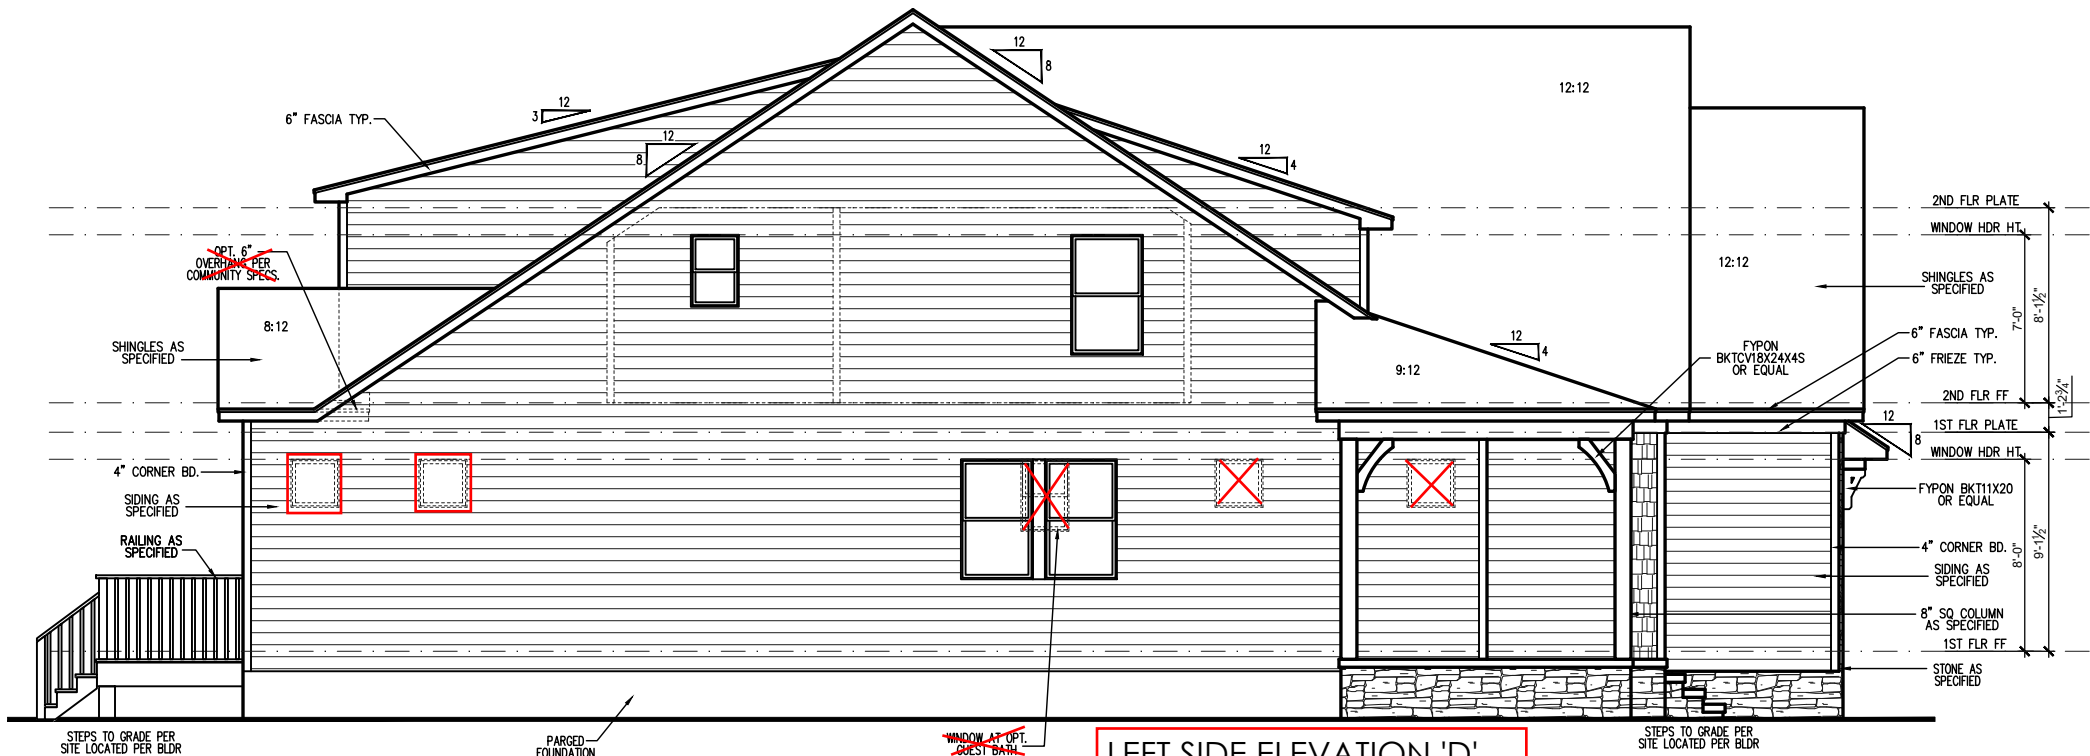 12
8
12:12
12
3
6" FASCIA TYP.
12
8
12
4
2ND FLR PLATE
WINDOW HDR HT.
OPT. 6"
OVERHANG PER
COMMUNITY SPECS.
12:12
SHINGLES AS
SPECIFIED
7'-0"
8'-1½"
8:12
SHINGLES AS
SPECIFIED
12
4
9:12
FYPON
BKTCV18X24X4S
OR EQUAL
6" FASCIA TYP.
6" FRIEZE TYP.
2ND FLR FF
1'-2¾"
12
8
1ST FLR PLATE
WINDOW HDR HT.
4" CORNER BD.
SIDING AS
SPECIFIED
FYPON BKT11X20
OR EQUAL
RAILING AS
SPECIFIED
8'-0"
9'-1½"
4" CORNER BD.
SIDING AS
SPECIFIED
8" SQ COLUMN
AS SPECIFIED
1ST FLR FF
STONE AS
SPECIFIED
STEPS TO GRADE PER
SITE LOCATED PER BLDR
PARGED
FOUNDATION
WINDOW AT OPT.
GUEST BATH
LEFT SIDE ELEVATION 'D'
STEPS TO GRADE PER
SITE LOCATED PER BLDR